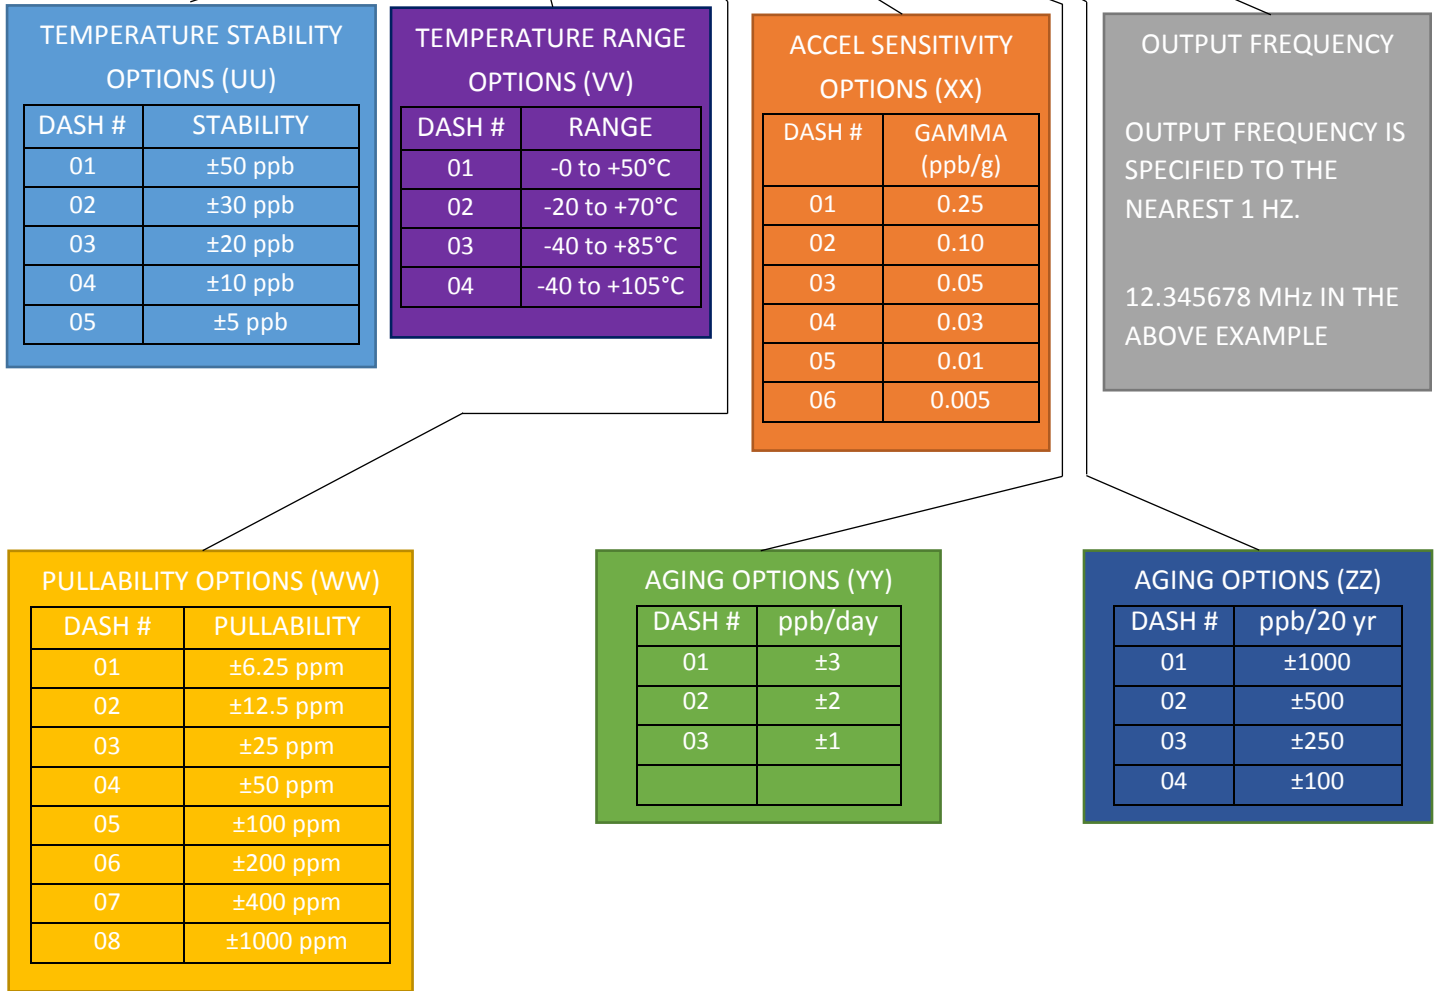 TEMPERATURE STABILITY
OPTIONS (UU)
DASH # STABILITY
01 ±50 ppb
02 ±30 ppb
03 ±20 ppb
04 ±10 ppb
05 ±5 ppb
TEMPERATURE RANGE
OPTIONS (VV)
DASH # RANGE
01 -0 to +50°C
02 -20 to +70°C
03 -40 to +85°C
04 -40 to +105°C
ACCEL SENSITIVITY
OPTIONS (XX)
DASH # GAMMA
(ppb/g)
01 0.25
02 0.10
03 0.05
04 0.03
05 0.01
06 0.005
OUTPUT FREQUENCY
OUTPUT FREQUENCY IS
SPECIFIED TO THE
NEAREST 1 HZ.
12.345678 MHz IN THE
ABOVE EXAMPLE
PULLABILITY OPTIONS (WW)
DASH # PULLABILITY
01 ±6.25 ppm
02 ±12.5 ppm
03 ±25 ppm
04 ±50 ppm
05 ±100 ppm
06 ±200 ppm
07 ±400 ppm
08 ±1000 ppm
AGING OPTIONS (YY)
DASH # ppb/day
01 ±3
02 ±2
03 ±1
AGING OPTIONS (ZZ)
DASH # ppb/20 yr
01 ±1000
02 ±500
03 ±250
04 ±100